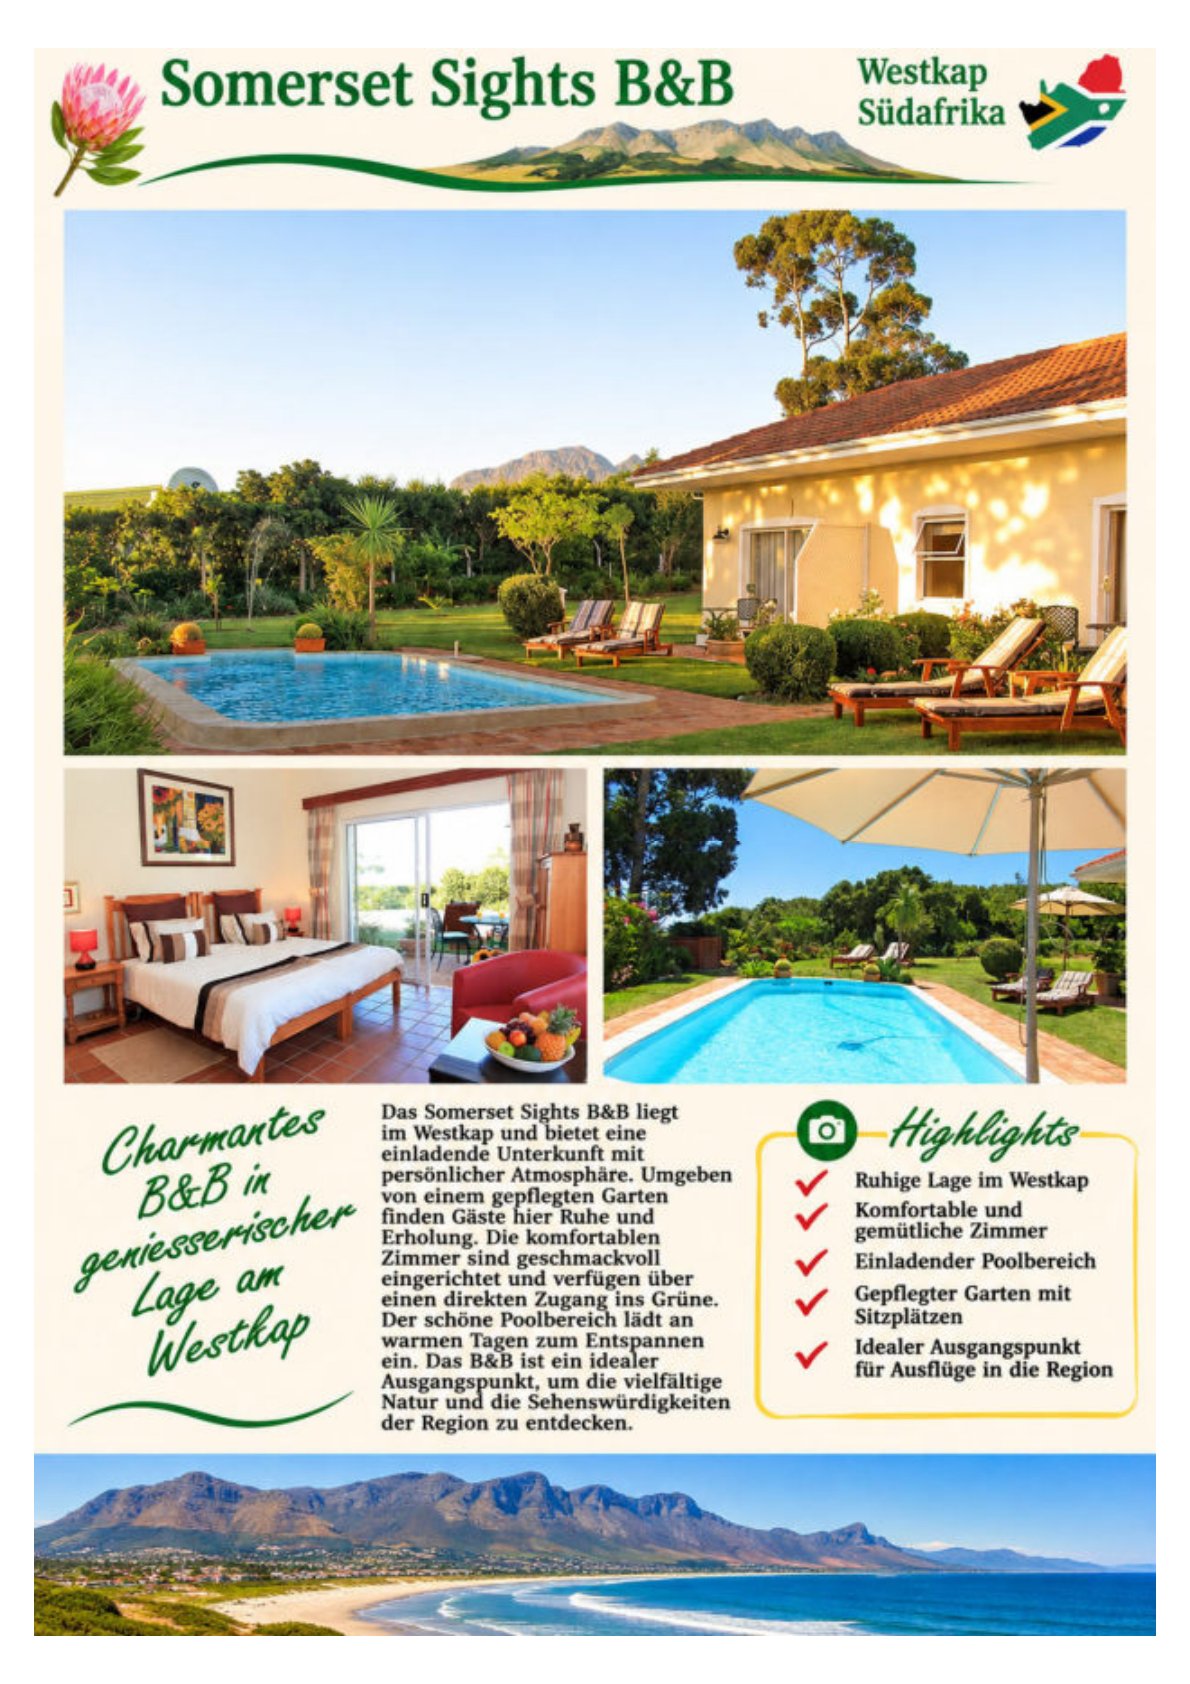 Somerset Sights B&B
Westkap
Südafrika
Charmantes
B&B in
geniesserischer
Lage am
Westkap
Das Somerset Sights B&B liegt
im Westkap und bietet eine
einladende Unterkunft mit
persönlicher Atmosphäre. Umgeben
von einem gepflegten Garten
finden Gäste hier Ruhe und
Erholung. Die komfortablen
Zimmer sind geschmackvoll
eingerichtet und verfügen über
einen direkten Zugang ins Grüne.
Der schöne Poolbereich lädt an
warmen Tagen zum Entspannen
ein. Das B&B ist ein idealer
Ausgangspunkt, um die vielfältige
Natur und die Sehenswürdigkeiten
der Region zu entdecken.
Highlights
Ruhige Lage im Westkap
Komfortable und
gemütliche Zimmer
Einladender Poolbereich
Gepflegter Garten mit
Sitzplätzen
Idealer Ausgangspunkt
für Ausflüge in die Region